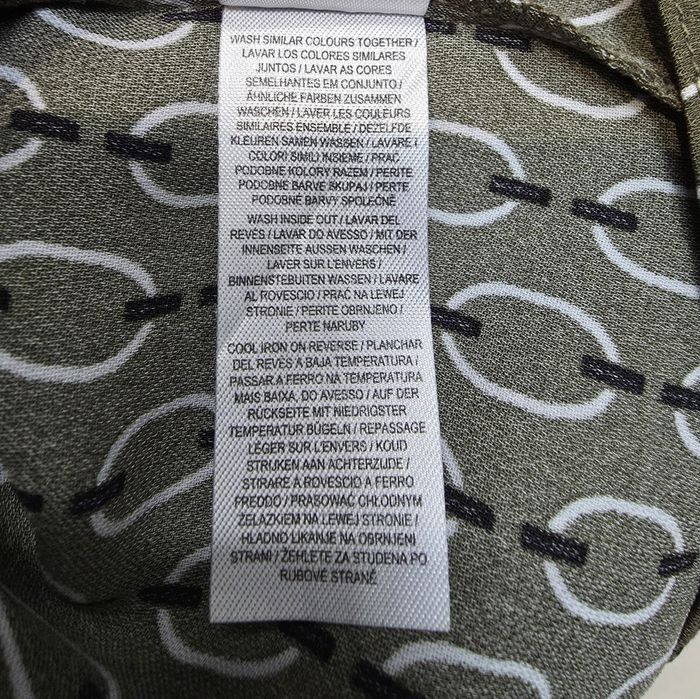 WASH SIMILAR COLOURS TOGETHER /
LAVAR LOS COLORES SIMILARES
JUNTOS / LAVAR AS CORES
SEMELHANTES EM CONJUNTO /
ÄHNLICHE FARBEN ZUSAMMEN
WASCHEN / LAVER LES COULEURS
SIMILAIRES ENSEMBLE / DEZELFDE
KLEUREN SAMEN WASSEN / LAVARE I
COLORI SIMILI INSIEME / PRAĆ
PODOBNE KOLORY RAZEM / PERITE
PODOBNE BARVE SKUPAJ / PERTE
PODOBNÉ BARVY SPOLEČNĚ
WASH INSIDE OUT / LAVAR DEL
REVÉS / LAVAR DO AVESSO / MIT DER
INNENSEITE AUSSEN WASCHEN /
LAVER SUR L'ENVERS /
BINNENSTEBUITEN WASSEN / LAVARE
AL ROVESCIO / PRAĆ NA LEWEJ
STRONIE / PERITE OBRNJENO /
PERTE NARUBY
COOL IRON ON REVERSE / PLANCHAR
DEL REVÉS A BAJA TEMPERATURA /
PASSAR A FERRO NA TEMPERATURA
MAIS BAIXA, DO AVESSO / AUF DER
RÜCKSEITE MIT NIEDRIGSTER
TEMPERATUR BÜGELN / REPASSAGE
LÉGER SUR L'ENVERS / KOUD
STRIJKEN AAN ACHTERZIJDE /
STIRARE A ROVESCIO A FERRO
FREDDO / PRASOWAĆ CHŁODNYM
ŻELAZKIEM NA LEWEJ STRONIE /
HLADNO LIKANJE NA OBRNJENI
STRANI / ŽEHLETE ZA STUDENA PO
RUBOVÉ STRANĚ